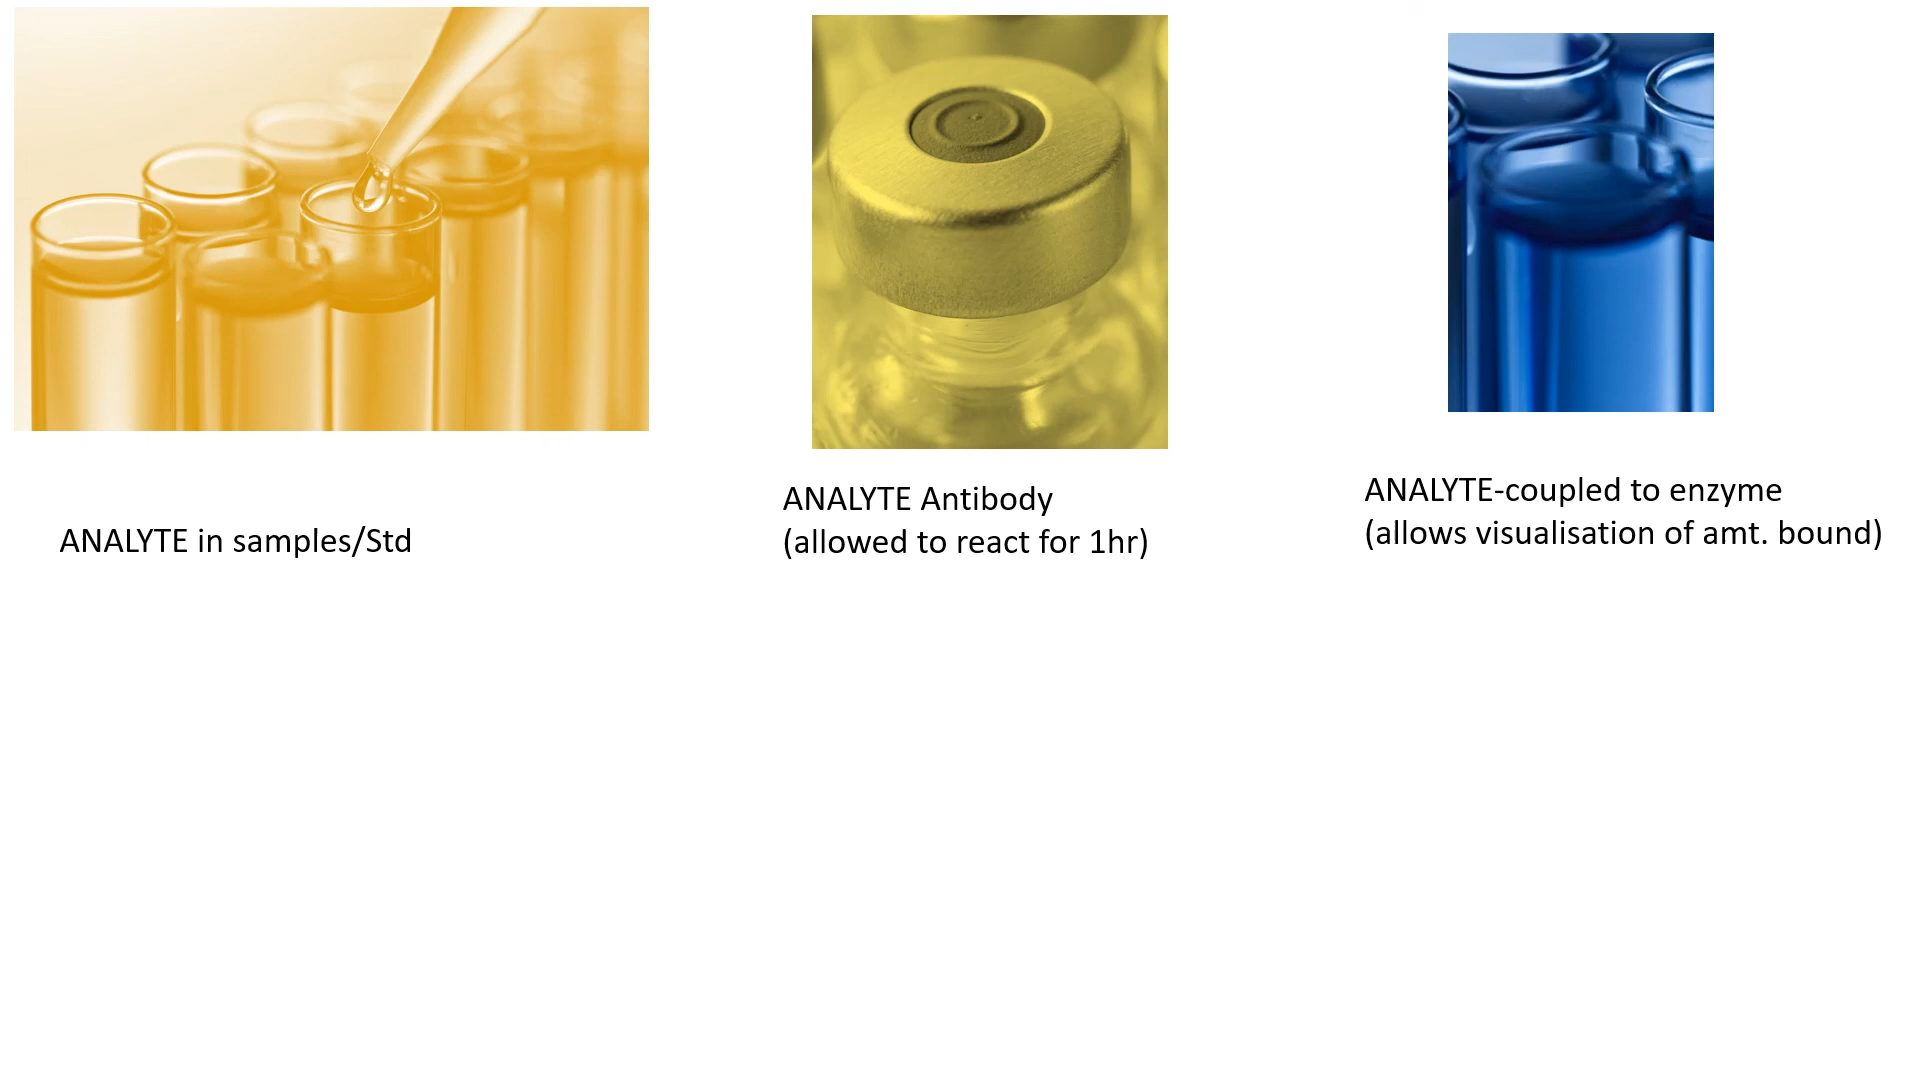 ANALYTE in samples/Std
ANALYTE Antibody
(allowed to react for 1hr)
ANALYTE-coupled to enzyme
(allows visualisation of amt. bound)